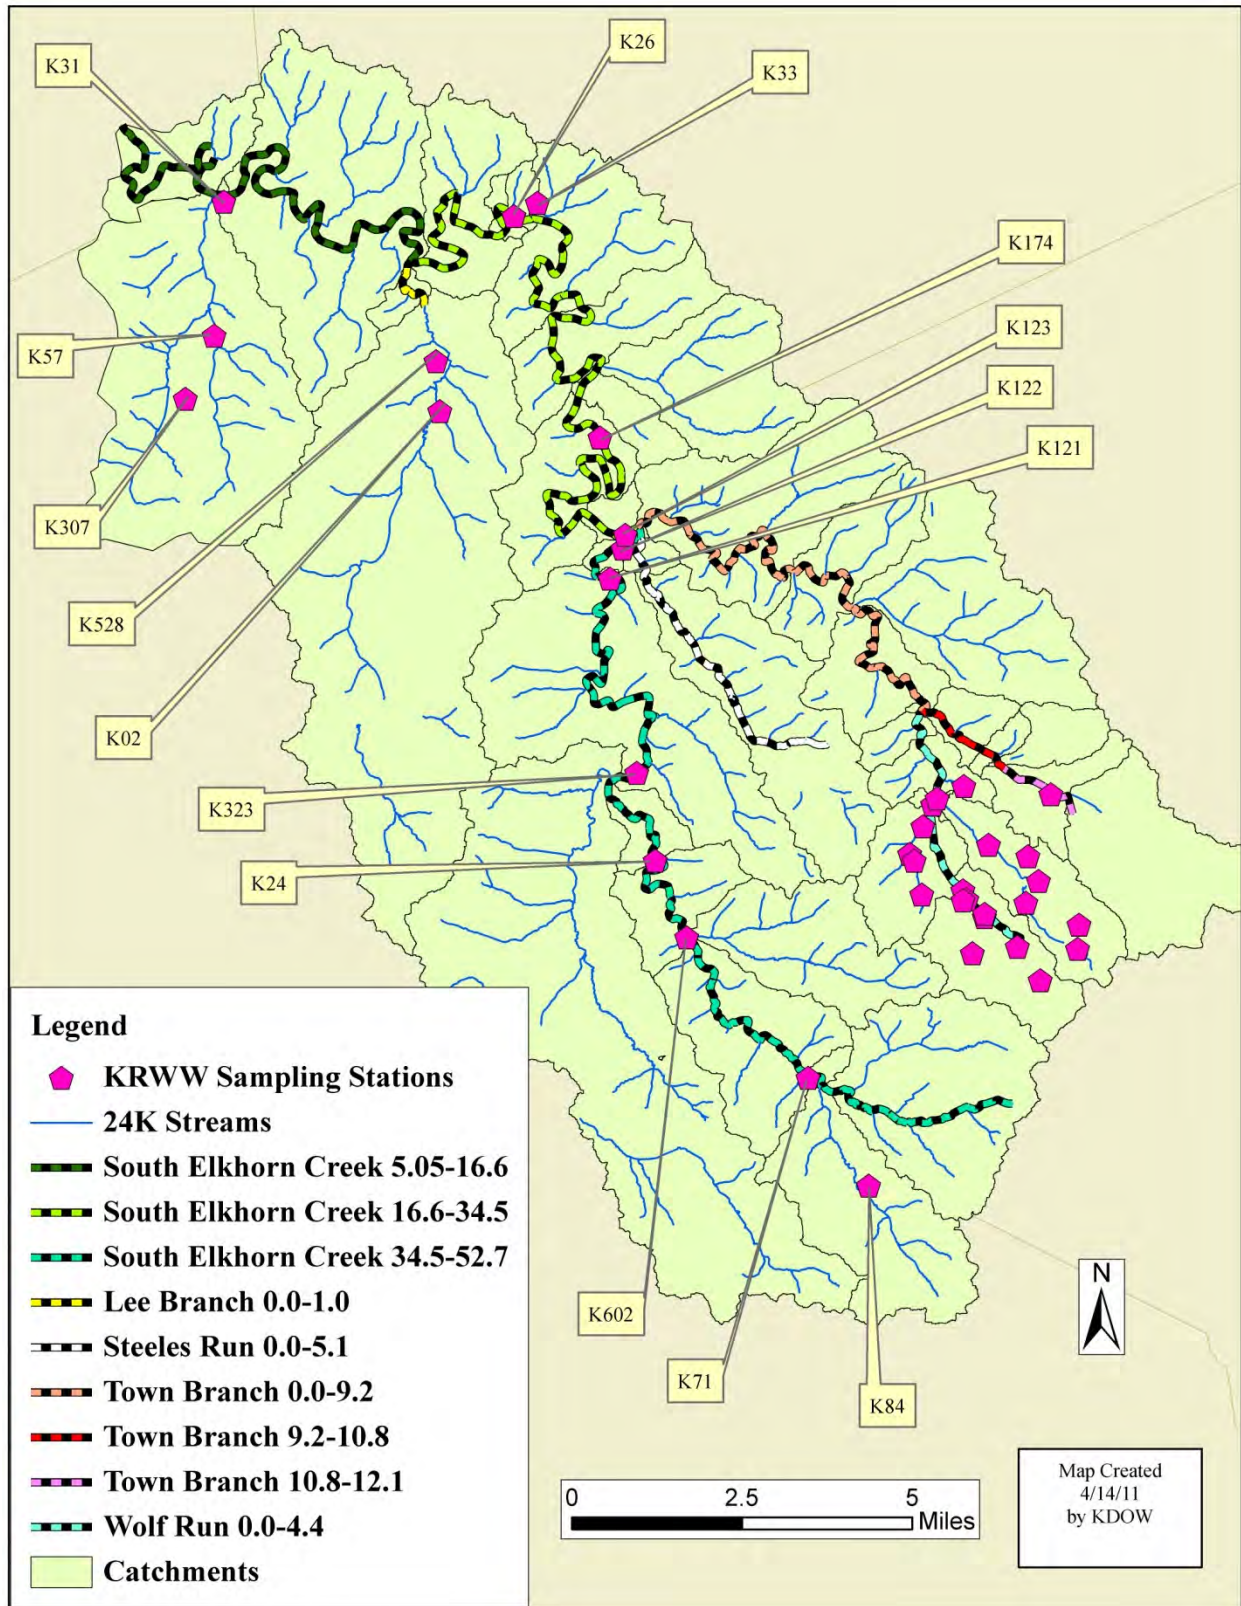 K31
K26
K33
K174
K123
K122
K121
K57
K307
K528
K02
K323
K24
K602
K71
K84
Legend
KRWW Sampling Stations
24K Streams
South Elkhorn Creek 5.05-16.6
South Elkhorn Creek 16.6-34.5
South Elkhorn Creek 34.5-52.7
Lee Branch 0.0-1.0
Steeles Run 0.0-5.1
Town Branch 0.0-9.2
Town Branch 9.2-10.8
Town Branch 10.8-12.1
Wolf Run 0.0-4.4
Catchments
N
0 2.5 5
Miles
Map Created
4/14/11
by KDOW